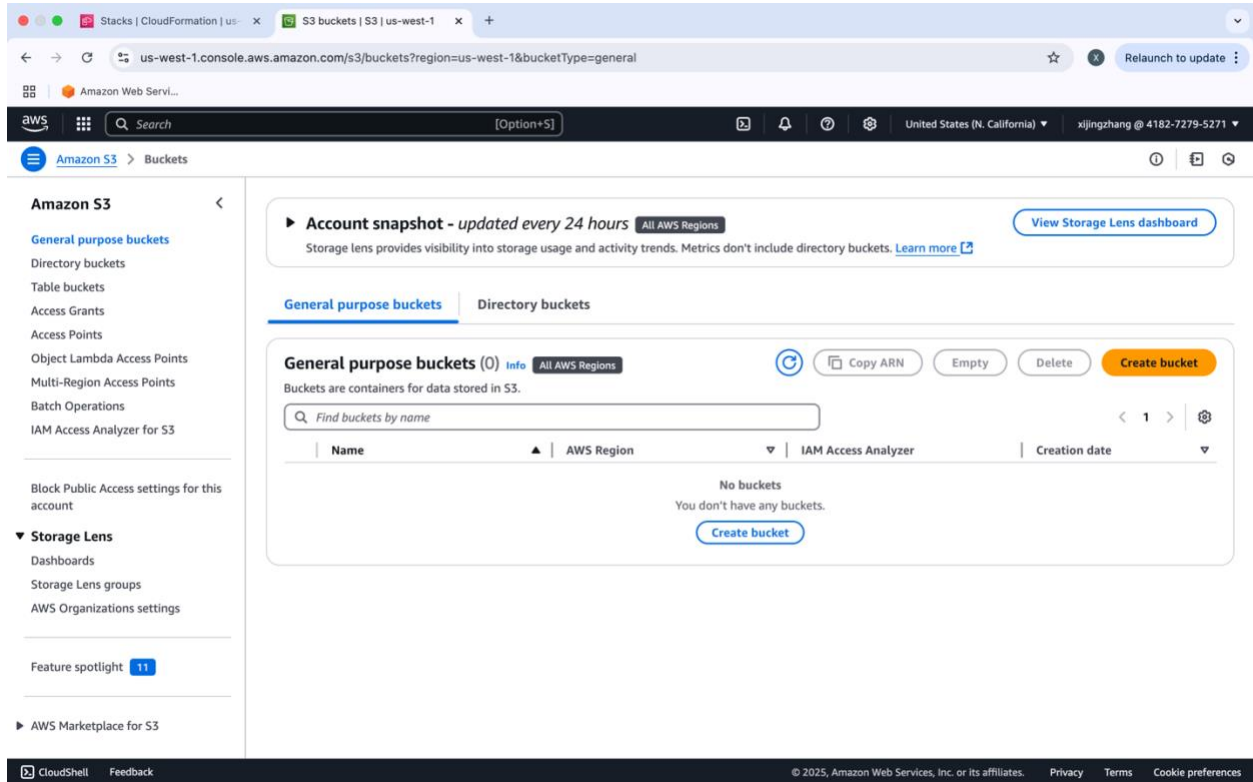 Stacks | CloudFormation | us-
S3 buckets | S3 | us-west-1
us-west-1.console.aws.amazon.com/s3/buckets?region=us-west-1&bucketType=general
X
Relaunch to update
Amazon Web Servi...
aws
Search
[Option+S]
United States (N. California)
xijingzhang @ 4182-7279-5271
Amazon S3 > Buckets
Amazon S3
General purpose buckets
Directory buckets
Table buckets
Access Grants
Access Points
Object Lambda Access Points
Multi-Region Access Points
Batch Operations
IAM Access Analyzer for S3
Block Public Access settings for this
account
Storage Lens
Dashboards
Storage Lens groups
AWS Organizations settings
Feature spotlight 11
AWS Marketplace for S3
Account snapshot - updated every 24 hours All AWS Regions
View Storage Lens dashboard
Storage lens provides visibility into storage usage and activity trends. Metrics don't include directory buckets. Learn more
General purpose buckets
Directory buckets
General purpose buckets (0) Info All AWS Regions
Copy ARN
Empty
Delete
Create bucket
Buckets are containers for data stored in S3.
Find buckets by name
1
Name
AWS Region
IAM Access Analyzer
Creation date
No buckets
You don't have any buckets.
Create bucket
CloudShell
Feedback
© 2025, Amazon Web Services, Inc. or its affiliates.
Privacy
Terms
Cookie preferences